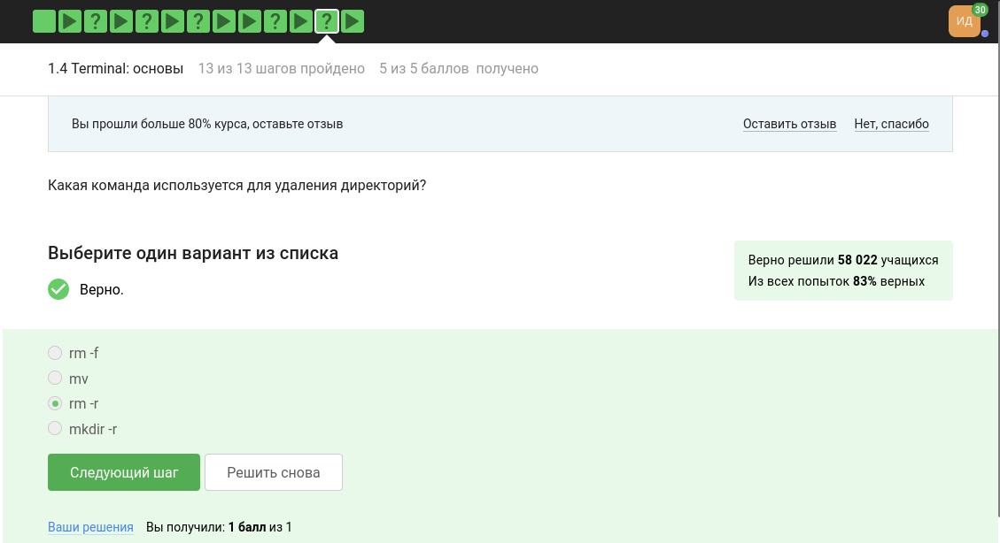 ? ? ? ? ?
30
ИД
1.4 Terminal: основы 13 из 13 шагов пройдено 5 из 5 баллов получено
Вы прошли больше 80% курса, оставьте отзыв Оставить отзыв Нет, спасибо
Какая команда используется для удаления директорий?
Выберите один вариант из списка
Верно.
Верно решили 58 022 учащихся
Из всех попыток 83% верных
rm -f
mv
rm -r
mkdir -r
Следующий шаг Решить снова
Ваши решения Вы получили: 1 балл из 1